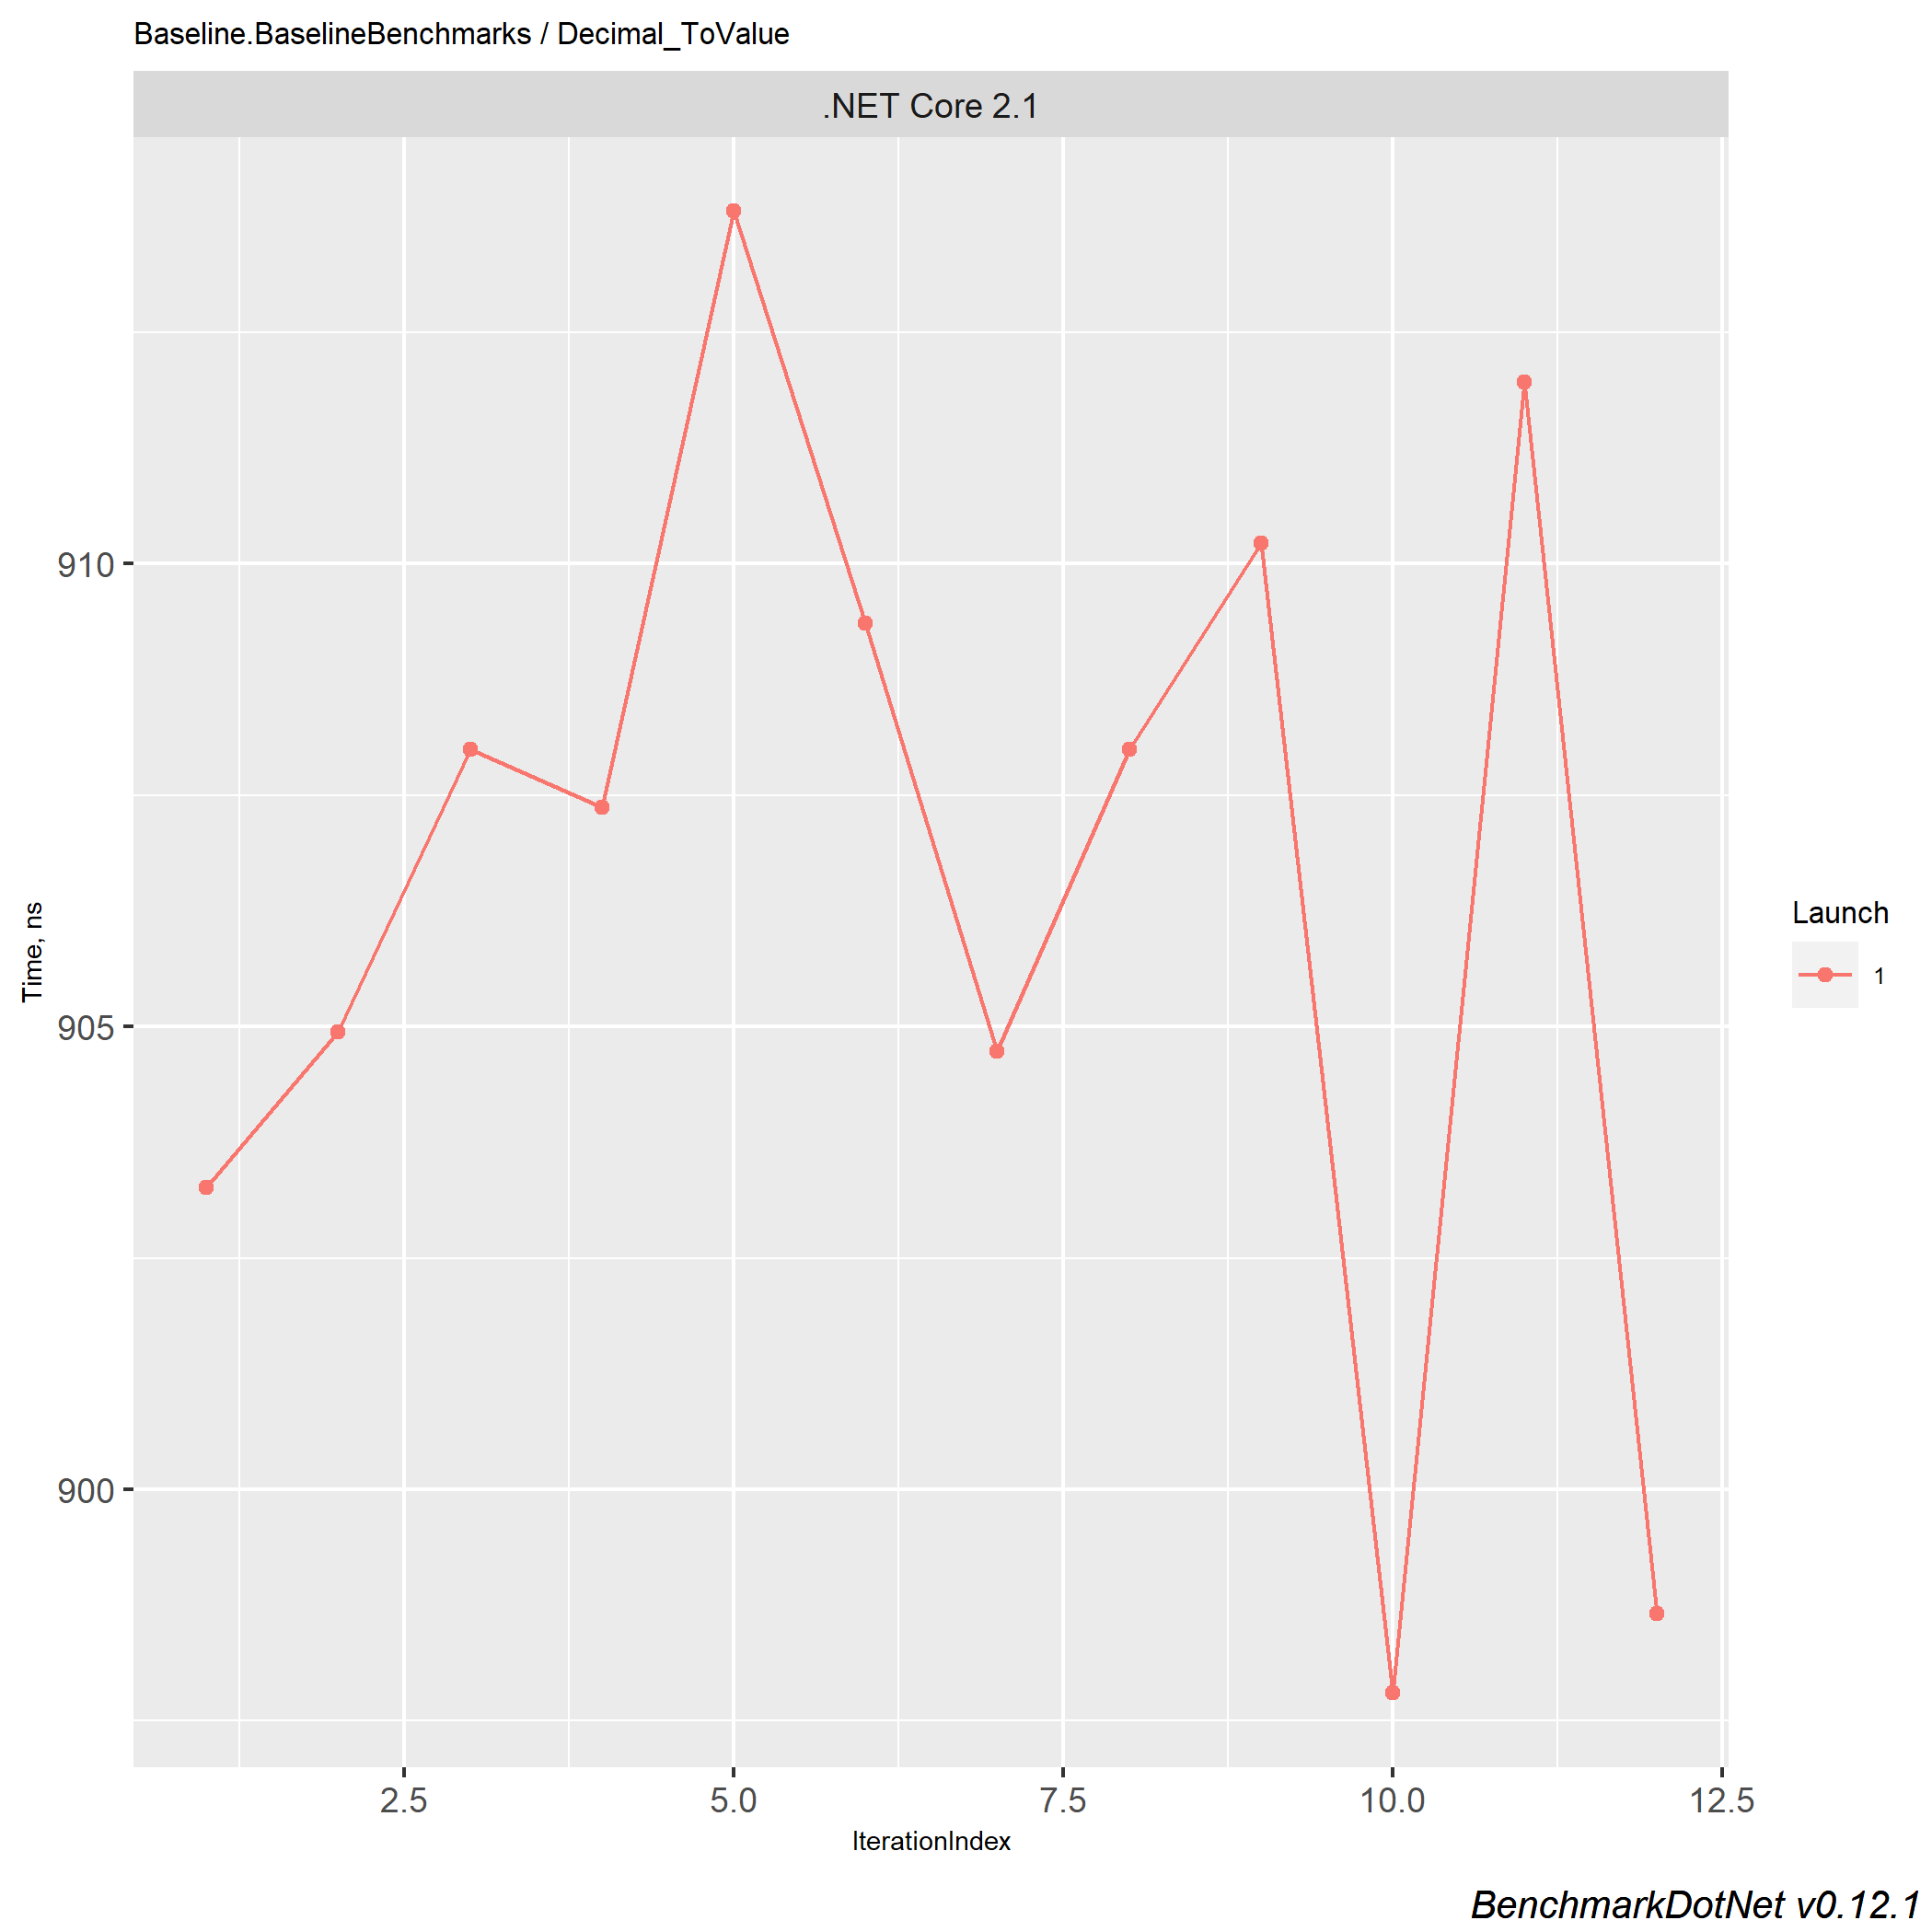 Baseline.BaselineBenchmarks / Decimal_ToValue
.NET Core 2.1
910
905
900
Time, ns
2.5 5.0 7.5 10.0 12.5
IterationIndex
Launch
1
BenchmarkDotNet v0.12.1